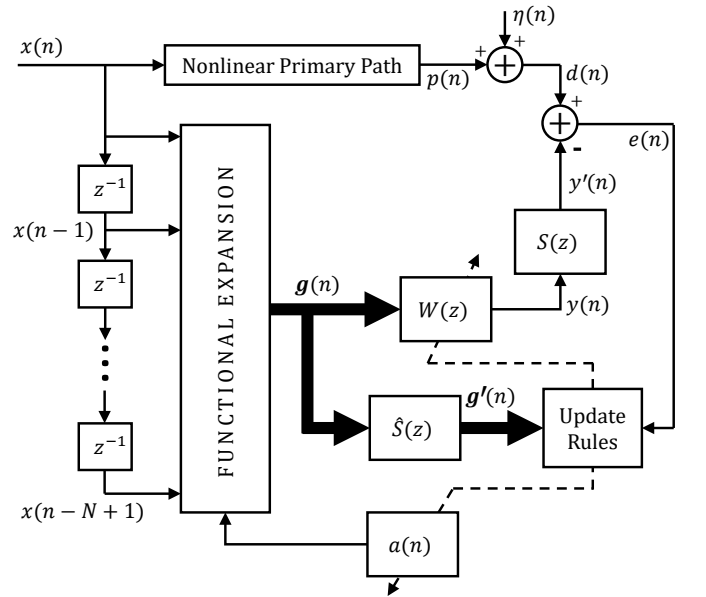 η(n)
x(n)
Nonlinear Primary Path
p(n)
+
+
d(n)
+
e(n)
-
z⁻¹
y′(n)
x(n − 1)
S(z)
z⁻¹
FUNCTIONAL EXPANSION
g(n)
W(z)
y(n)
g′(n)
z⁻¹
Ŝ(z)
Update
Rules
x(n − N + 1)
a(n)